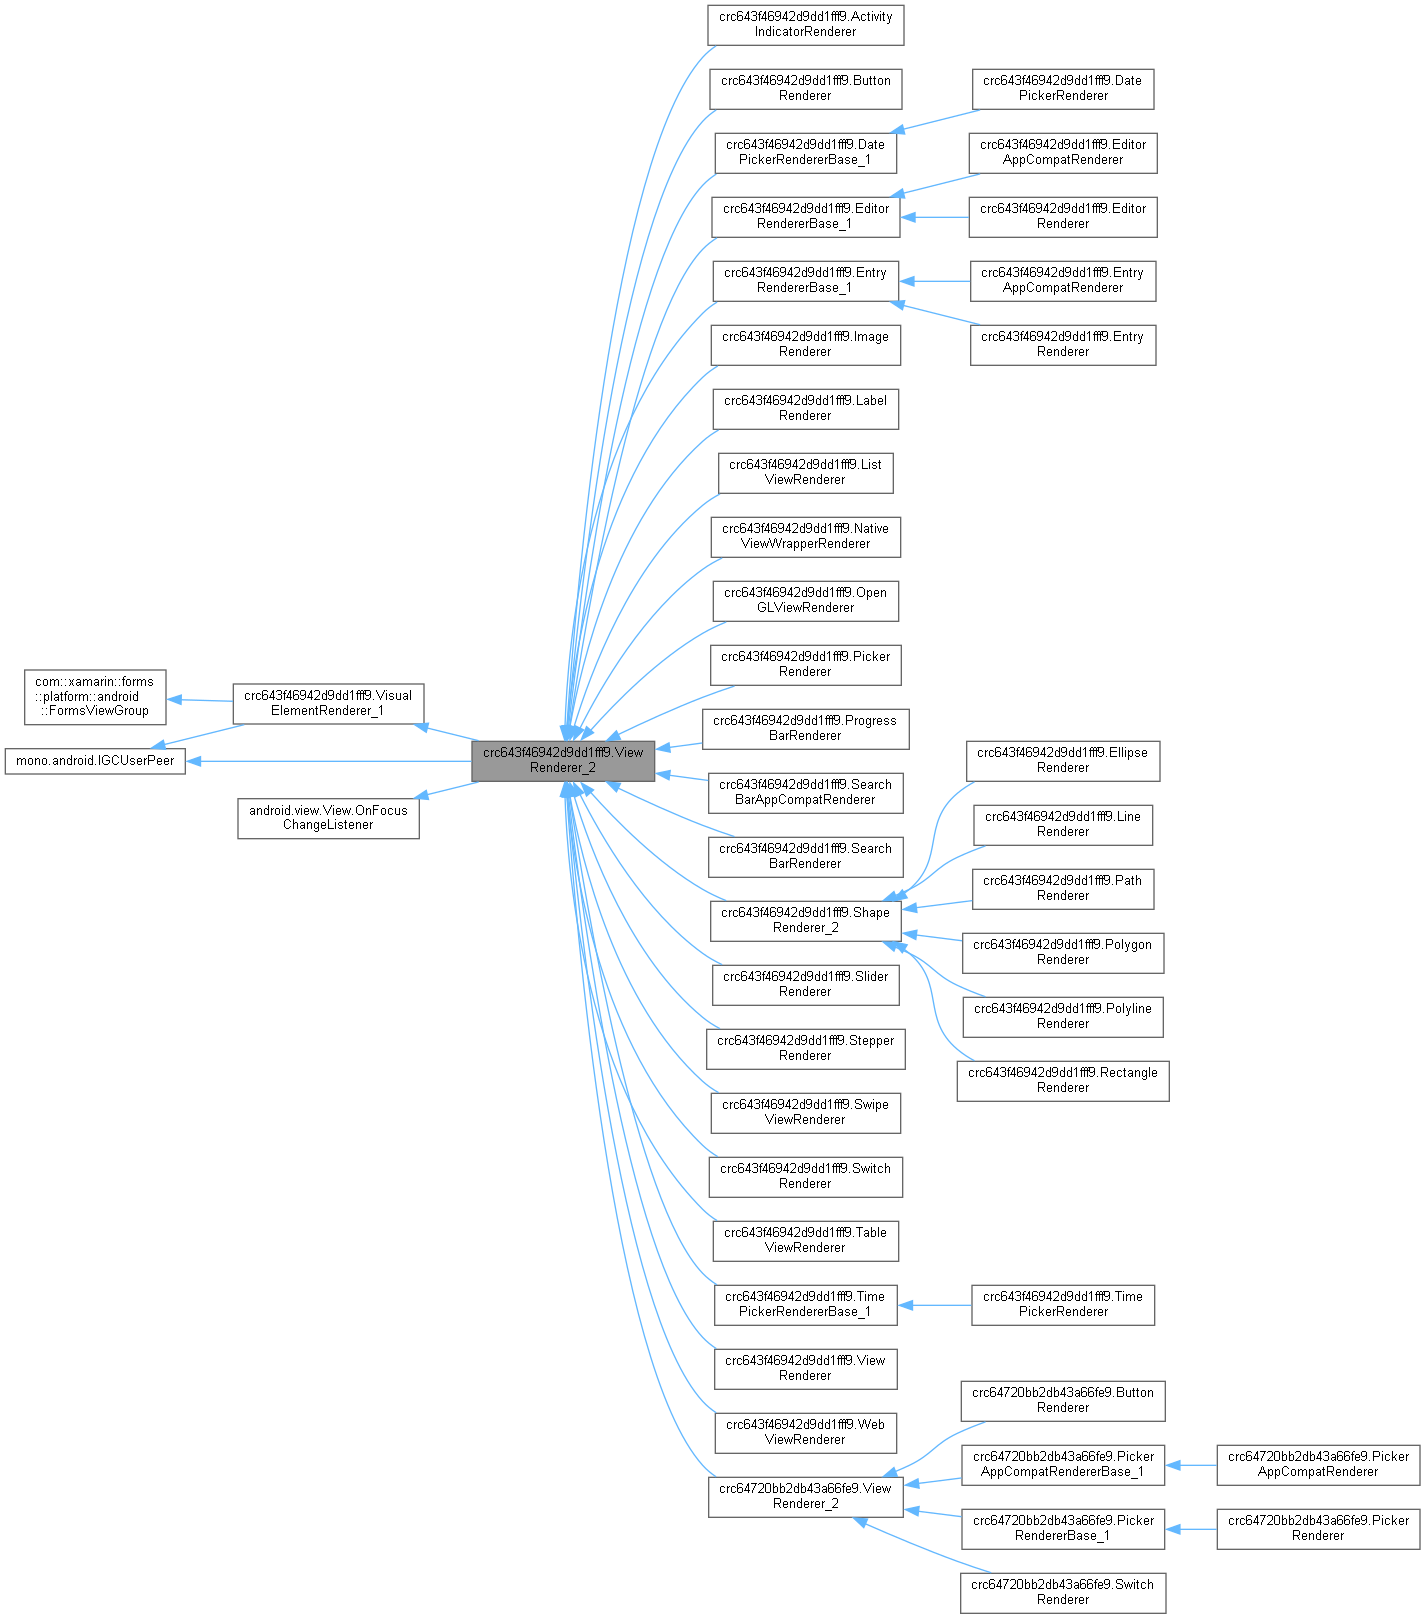 crc643f46942d9dd1fff9.Activity
IndicatorRenderer
crc643f46942d9dd1fff9.Button
Renderer
crc643f46942d9dd1fff9.Date
PickerRenderer
crc643f46942d9dd1fff9.Date
PickerRendererBase_1
crc643f46942d9dd1fff9.Editor
AppCompatRenderer
crc643f46942d9dd1fff9.Editor
RendererBase_1
crc643f46942d9dd1fff9.Editor
Renderer
crc643f46942d9dd1fff9.Entry
RendererBase_1
crc643f46942d9dd1fff9.Entry
AppCompatRenderer
crc643f46942d9dd1fff9.Image
Renderer
crc643f46942d9dd1fff9.Entry
Renderer
crc643f46942d9dd1fff9.Label
Renderer
crc643f46942d9dd1fff9.List
ViewRenderer
crc643f46942d9dd1fff9.Native
ViewWrapperRenderer
crc643f46942d9dd1fff9.Open
GLViewRenderer
crc643f46942d9dd1fff9.Picker
Renderer
com::xamarin::forms
::platform::android
::FormsViewGroup
crc643f46942d9dd1fff9.Visual
ElementRenderer_1
mono.android.IGCUserPeer
android.view.View.OnFocus
ChangeListener
crc643f46942d9dd1fff9.View
Renderer_2
crc643f46942d9dd1fff9.Progress
BarRenderer
crc643f46942d9dd1fff9.Search
BarAppCompatRenderer
crc643f46942d9dd1fff9.Search
BarRenderer
crc643f46942d9dd1fff9.Shape
Renderer_2
crc643f46942d9dd1fff9.Ellipse
Renderer
crc643f46942d9dd1fff9.Line
Renderer
crc643f46942d9dd1fff9.Path
Renderer
crc643f46942d9dd1fff9.Polygon
Renderer
crc643f46942d9dd1fff9.Polyline
Renderer
crc643f46942d9dd1fff9.Rectangle
Renderer
crc643f46942d9dd1fff9.Slider
Renderer
crc643f46942d9dd1fff9.Stepper
Renderer
crc643f46942d9dd1fff9.Swipe
ViewRenderer
crc643f46942d9dd1fff9.Switch
Renderer
crc643f46942d9dd1fff9.Table
ViewRenderer
crc643f46942d9dd1fff9.Time
PickerRendererBase_1
crc643f46942d9dd1fff9.Time
PickerRenderer
crc643f46942d9dd1fff9.View
Renderer
crc643f46942d9dd1fff9.Web
ViewRenderer
crc64720bb2db43a66fe9.View
Renderer_2
crc64720bb2db43a66fe9.Button
Renderer
crc64720bb2db43a66fe9.Picker
AppCompatRendererBase_1
crc64720bb2db43a66fe9.Picker
AppCompatRenderer
crc64720bb2db43a66fe9.Picker
RendererBase_1
crc64720bb2db43a66fe9.Picker
Renderer
crc64720bb2db43a66fe9.Switch
Renderer